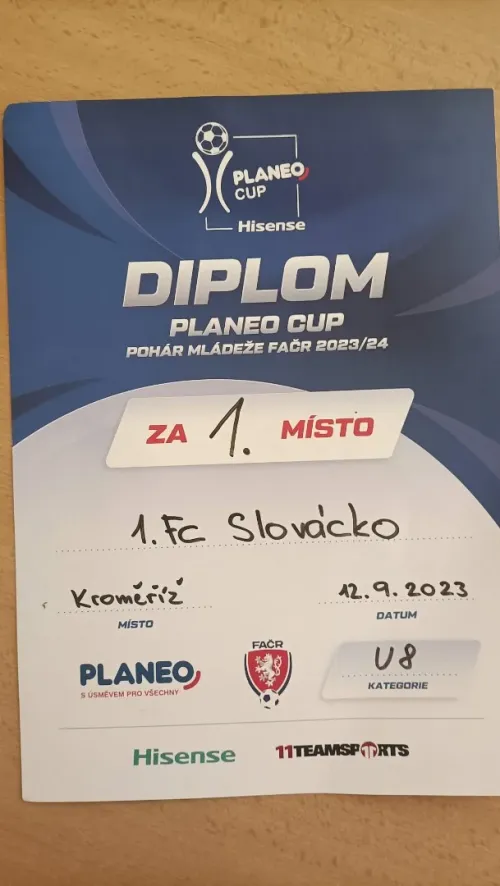 PLANEO
CUP
Hisense
DIPLOM
PLANEO CUP
POHÁR MLÁDEŽE FAČR 2023/24
ZA 1. MÍSTO
1. FC Slovácko
Kroměříž 12.9.2023
MÍSTO DATUM
FAČR
U8
PLANEO
S ÚSMĚVEM PRO VŠECHNY
KATEGORIE
Hisense 11TEAMSPORTS